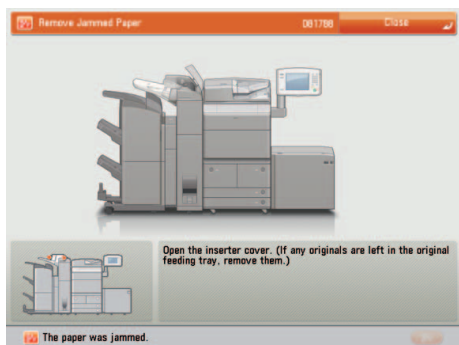 Remove Jammed Paper
081788
Close
Open the inserter cover. (If any originals are left in the original
feeding tray, remove them.)
The paper was jammed.